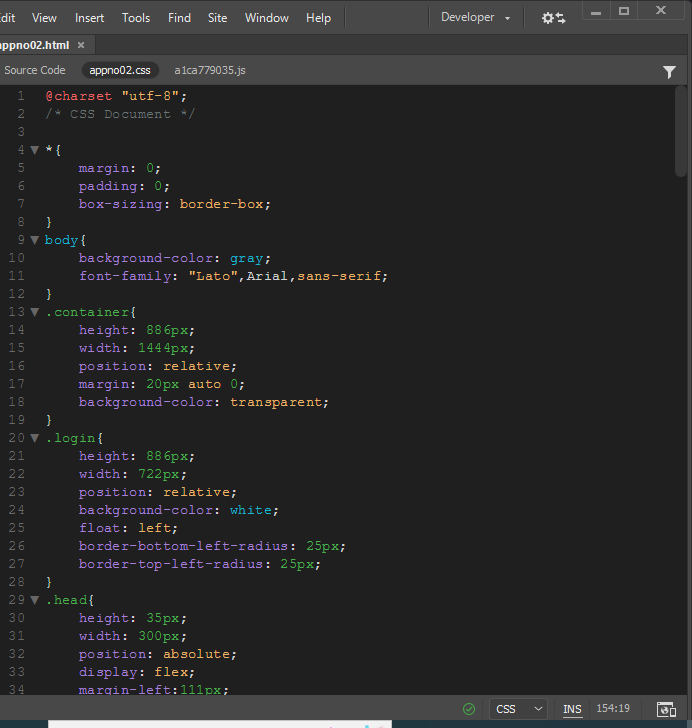 dit View Insert Tools Find Site Window Help Developer
appno02.html ×
Source Code appno02.css a1ca779035.js
1 @charset "utf-8";
2 /* CSS Document */
3
4 *{
5 margin: 0;
6 padding: 0;
7 box-sizing: border-box;
8 }
9 body{
10 background-color: gray;
11 font-family: "Lato",Arial,sans-serif;
12 }
13 .container{
14 height: 886px;
15 width: 1444px;
16 position: relative;
17 margin: 20px auto 0;
18 background-color: transparent;
19 }
20 .login{
21 height: 886px;
22 width: 722px;
23 position: relative;
24 background-color: white;
25 float: left;
26 border-bottom-left-radius: 25px;
27 border-top-left-radius: 25px;
28 }
29 .head{
30 height: 35px;
31 width: 300px;
32 position: absolute;
33 display: flex;
34 margin-left:111px;
CSS INS 154:19